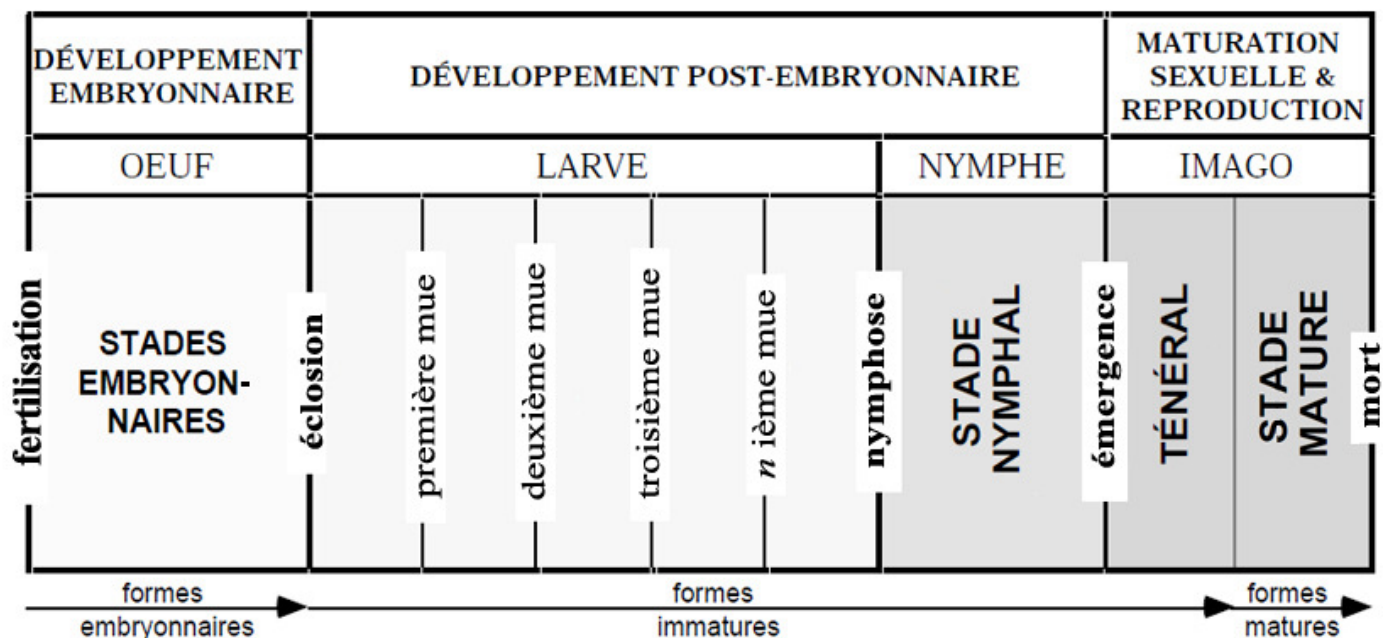 DÉVELOPPEMENT
EMBRYONNAIRE
DÉVELOPPEMENT POST-EMBRYONNAIRE
MATURATION
SEXUELLE &
REPRODUCTION
OEUF
LARVE
NYMPHE
IMAGO
fertilisation
STADES
EMBRYON-
NAIRES
éclosion
première mue
deuxième mue
troisième mue
n ième mue
nymphose
STADE
NYMPHAL
émergence
TÉNÉRAL
STADE
MATURE
mort
formes
embryonnaires
formes
immatures
formes
matures